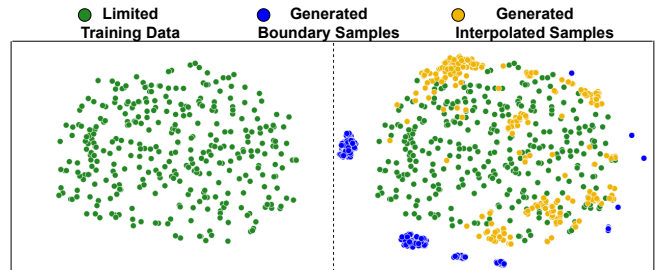 Limited
Training Data
Generated
Boundary Samples
Generated
Interpolated Samples